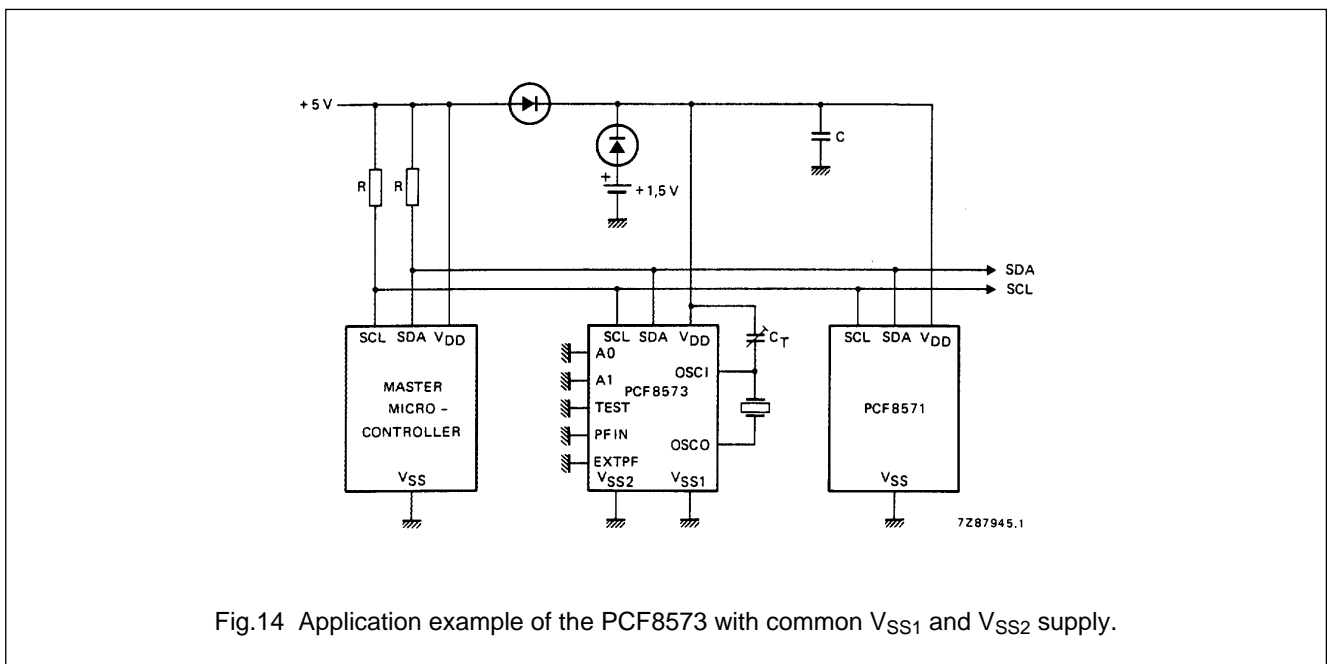 +5 V
C
R
R
+
+1,5V
SDA
SCL
SCL SDA VDD
SCL SDA VDD
SCL SDA VDD
CT
A0
OSCI
A1
MASTER
MICRO-
CONTROLLER
PCF8573
PCF8571
TEST
PFIN
OSCO
EXTPF
VSS
VSS2 VSS1
VSS
7Z87945.1
Fig.14 Application example of the PCF8573 with common VSS1 and VSS2 supply.